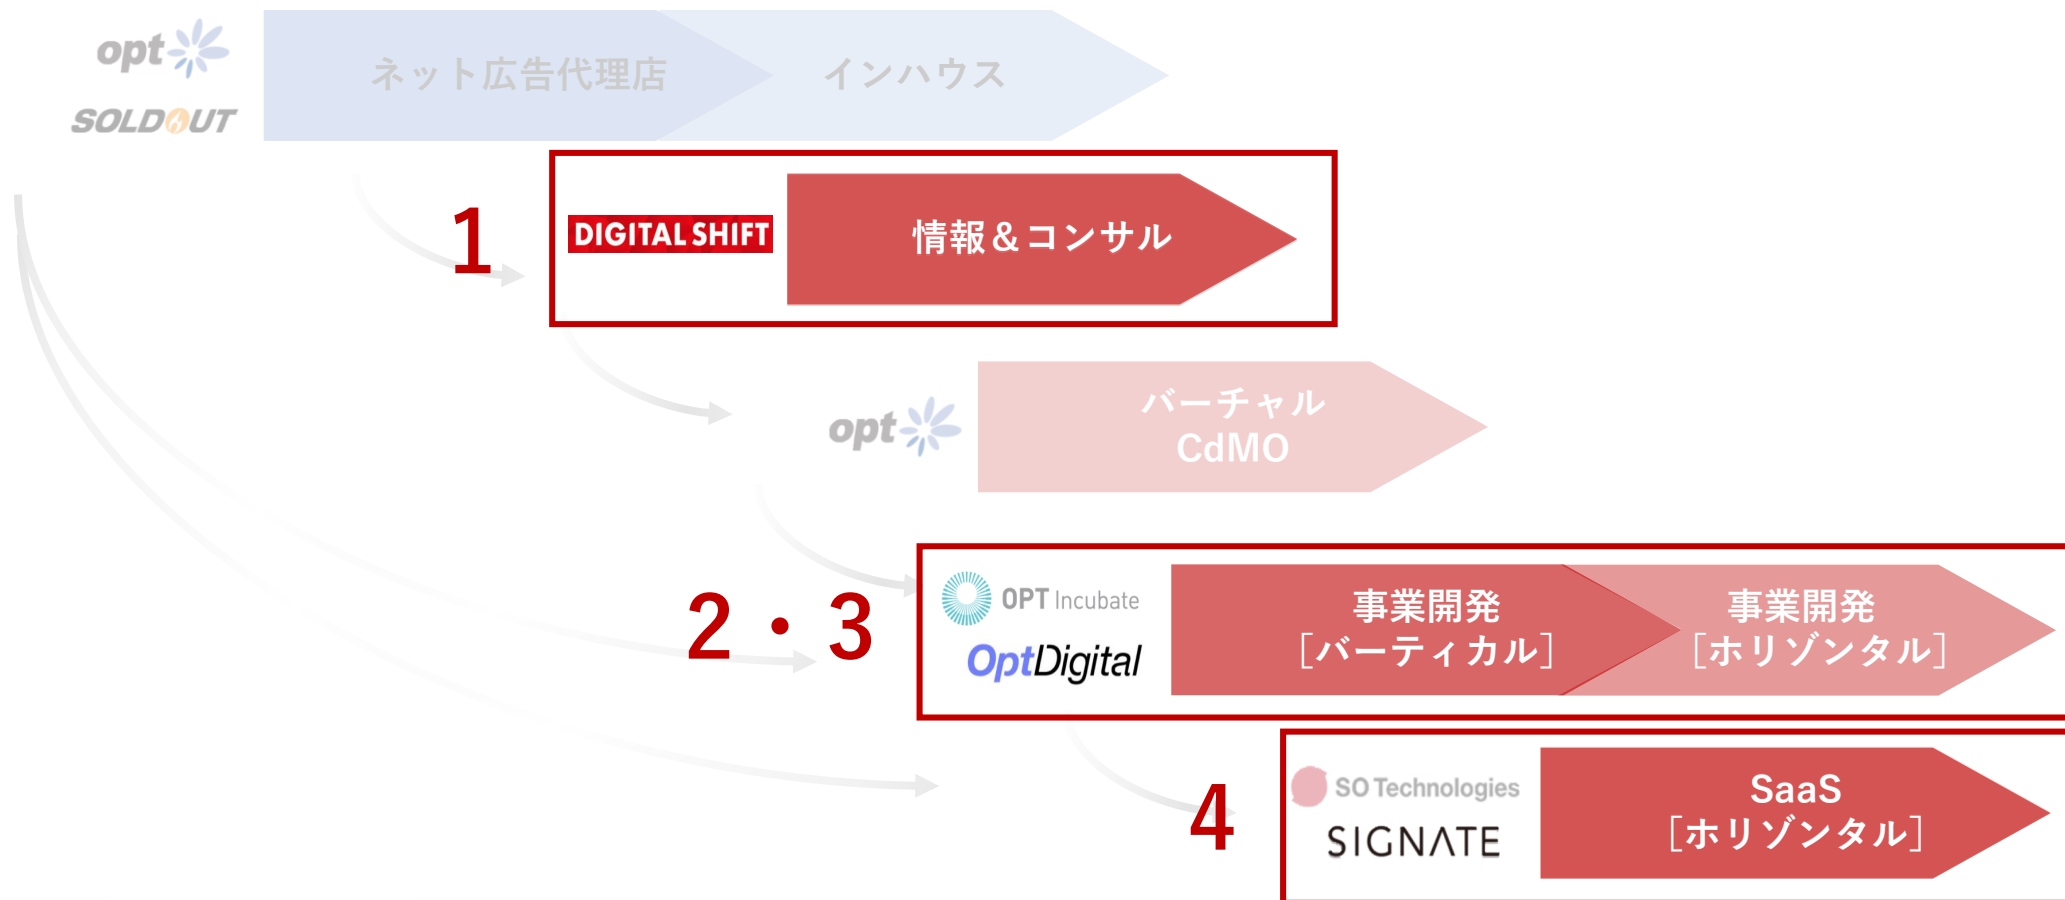 opt
SOLDOUT
ネット広告代理店
インハウス
1
DIGITAL SHIFT
情報＆コンサル
opt
バーチャル
CdMO
2・3
OPT Incubate
OptDigital
事業開発
［バーティカル］
事業開発
［ホリゾンタル］
4
SO Technologies
SIGNATE
SaaS
［ホリゾンタル］